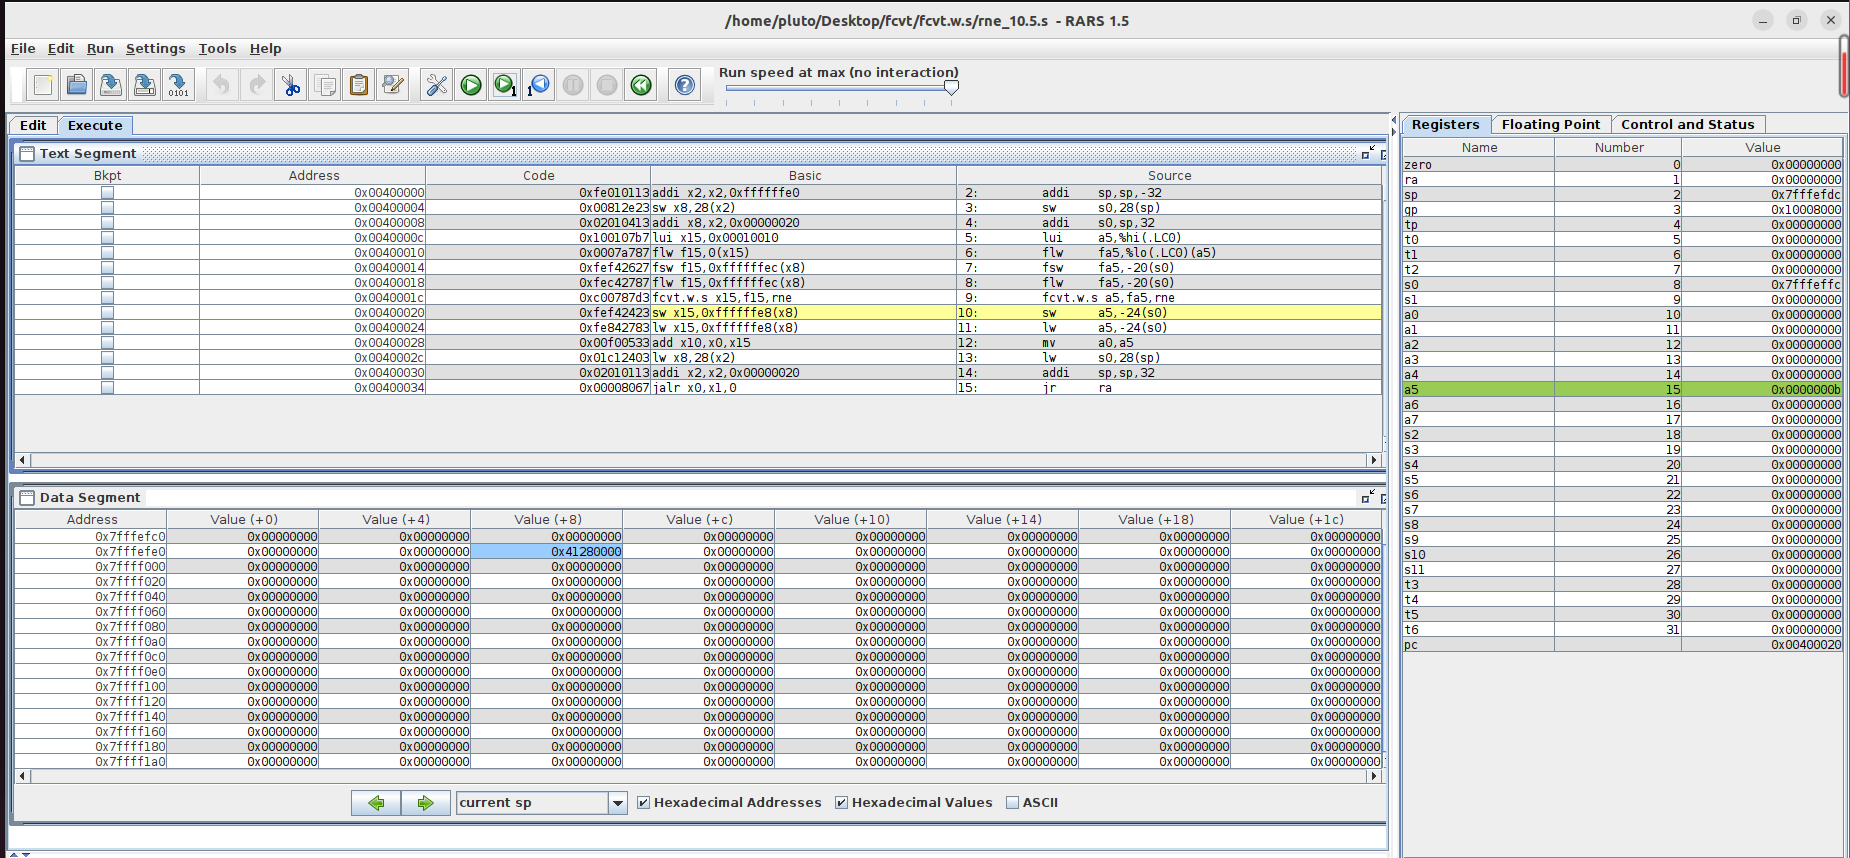 /home/pluto/Desktop/fcvt/fcvt.w.s/rne_10.5.s - RARS 1.5
File Edit Run Settings Tools Help
Run speed at max (no interaction)
0101
1
1
Edit Execute
Text Segment
Bkpt Address Code Basic Source
0x00400000 0xfe010113 addi x2,x2,0xffffffe0 2: addi sp,sp,-32
0x00400004 0x00812e23 sw x8,28(x2) 3: sw s0,28(sp)
0x00400008 0x02010413 addi x8,x2,0x00000020 4: addi s0,sp,32
0x0040000c 0x100107b7 lui x15,0x00010010 5: lui a5,%hi(.LC0)
0x00400010 0x0007a787 flw f15,0(x15) 6: flw fa5,%lo(.LC0)(a5)
0x00400014 0xfef42627 fsw f15,0xffffffec(x8) 7: fsw fa5,-20(s0)
0x00400018 0xfec42787 flw f15,0xffffffec(x8) 8: flw fa5,-20(s0)
0x0040001c 0xc00787d3 fcvt.w.s x15,f15,rne 9: fcvt.w.s a5,fa5,rne
0x00400020 0xfef42423 sw x15,0xffffffe8(x8) 10: sw a5,-24(s0)
0x00400024 0xfe842783 lw x15,0xffffffe8(x8) 11: lw a5,-24(s0)
0x00400028 0x00f00533 add x10,x0,x15 12: mv a0,a5
0x0040002c 0x01c12403 lw x8,28(x2) 13: lw s0,28(sp)
0x00400030 0x02010113 addi x2,x2,0x00000020 14: addi sp,sp,32
0x00400034 0x00008067 jalr x0,x1,0 15: jr ra
Data Segment
Address Value (+0) Value (+4) Value (+8) Value (+c) Value (+10) Value (+14) Value (+18) Value (+1c)
0x7fffefc0 0x00000000 0x00000000 0x00000000 0x00000000 0x00000000 0x00000000 0x00000000 0x00000000
0x7fffefe0 0x00000000 0x00000000 0x41280000 0x00000000 0x00000000 0x00000000 0x00000000 0x00000000
0x7ffff000 0x00000000 0x00000000 0x00000000 0x00000000 0x00000000 0x00000000 0x00000000 0x00000000
0x7ffff020 0x00000000 0x00000000 0x00000000 0x00000000 0x00000000 0x00000000 0x00000000 0x00000000
0x7ffff040 0x00000000 0x00000000 0x00000000 0x00000000 0x00000000 0x00000000 0x00000000 0x00000000
0x7ffff060 0x00000000 0x00000000 0x00000000 0x00000000 0x00000000 0x00000000 0x00000000 0x00000000
0x7ffff080 0x00000000 0x00000000 0x00000000 0x00000000 0x00000000 0x00000000 0x00000000 0x00000000
0x7ffff0a0 0x00000000 0x00000000 0x00000000 0x00000000 0x00000000 0x00000000 0x00000000 0x00000000
0x7ffff0c0 0x00000000 0x00000000 0x00000000 0x00000000 0x00000000 0x00000000 0x00000000 0x00000000
0x7ffff0e0 0x00000000 0x00000000 0x00000000 0x00000000 0x00000000 0x00000000 0x00000000 0x00000000
0x7ffff100 0x00000000 0x00000000 0x00000000 0x00000000 0x00000000 0x00000000 0x00000000 0x00000000
0x7ffff120 0x00000000 0x00000000 0x00000000 0x00000000 0x00000000 0x00000000 0x00000000 0x00000000
0x7ffff140 0x00000000 0x00000000 0x00000000 0x00000000 0x00000000 0x00000000 0x00000000 0x00000000
0x7ffff160 0x00000000 0x00000000 0x00000000 0x00000000 0x00000000 0x00000000 0x00000000 0x00000000
0x7ffff180 0x00000000 0x00000000 0x00000000 0x00000000 0x00000000 0x00000000 0x00000000 0x00000000
0x7ffff1a0 0x00000000 0x00000000 0x00000000 0x00000000 0x00000000 0x00000000 0x00000000 0x00000000
current sp Hexadecimal Addresses Hexadecimal Values ASCII
Registers Floating Point Control and Status
Name Number Value
zero 0 0x00000000
ra 1 0x00000000
sp 2 0x7fffefdc
gp 3 0x10008000
tp 4 0x00000000
t0 5 0x00000000
t1 6 0x00000000
t2 7 0x00000000
s0 8 0x7fffeffc
s1 9 0x00000000
a0 10 0x00000000
a1 11 0x00000000
a2 12 0x00000000
a3 13 0x00000000
a4 14 0x00000000
a5 15 0x0000000b
a6 16 0x00000000
a7 17 0x00000000
s2 18 0x00000000
s3 19 0x00000000
s4 20 0x00000000
s5 21 0x00000000
s6 22 0x00000000
s7 23 0x00000000
s8 24 0x00000000
s9 25 0x00000000
s10 26 0x00000000
s11 27 0x00000000
t3 28 0x00000000
t4 29 0x00000000
t5 30 0x00000000
t6 31 0x00000000
pc 0x00400020